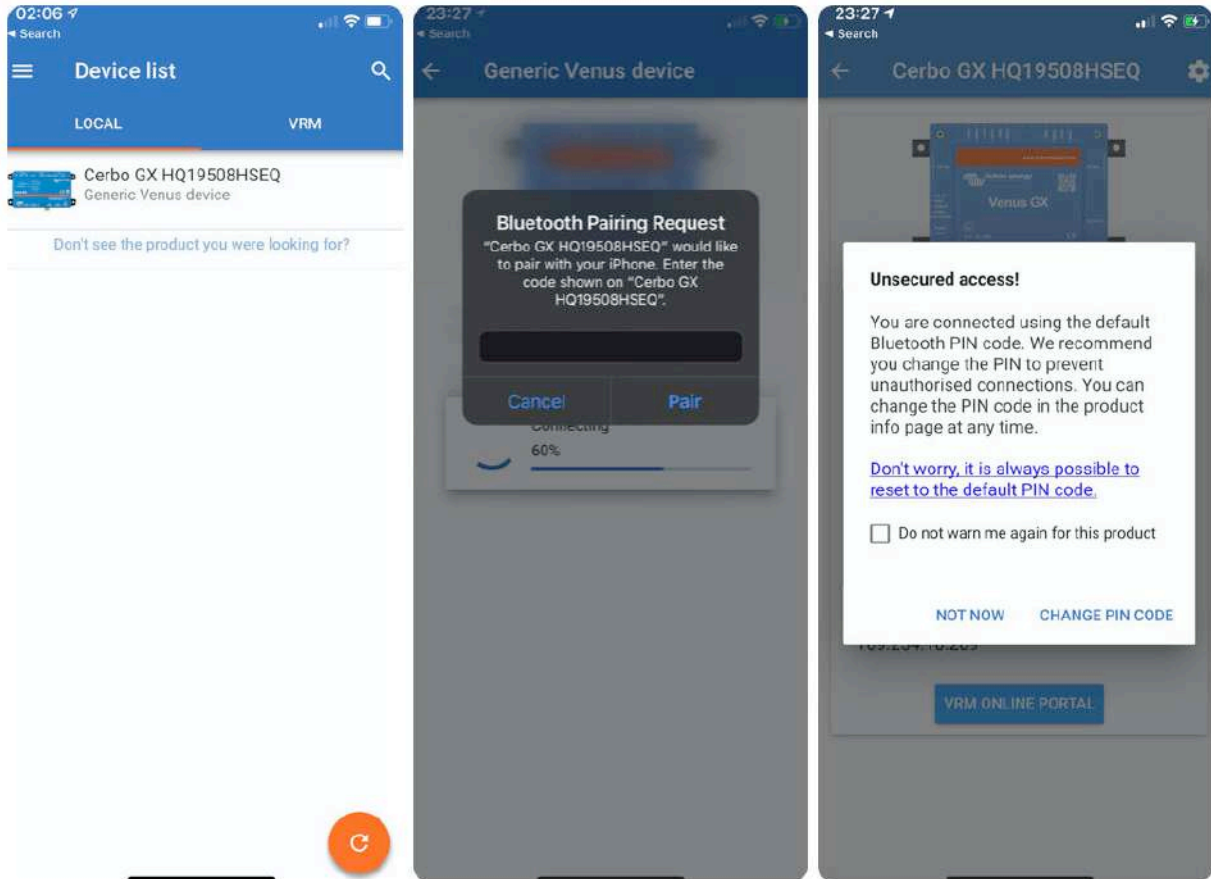 02:06
Search
Device list
LOCAL
VRM
Cerbo GX HQ19508HSEQ
Generic Venus device
Don't see the product you were looking for?
23:27
Search
Generic Venus device
Bluetooth Pairing Request
"Cerbo GX HQ19508HSEQ" would like
to pair with your iPhone. Enter the
code shown on "Cerbo GX
HQ19508HSEQ".
Cancel
Pair
Connecting
60%
23:27
Search
Cerbo GX HQ19508HSEQ
Venus GX
Unsecured access!
You are connected using the default
Bluetooth PIN code. We recommend
you change the PIN to prevent
unauthorised connections. You can
change the PIN code in the product
info page at any time.
Don't worry, it is always possible to
reset to the default PIN code.
Do not warn me again for this product
NOT NOW
CHANGE PIN CODE
VRM ONLINE PORTAL